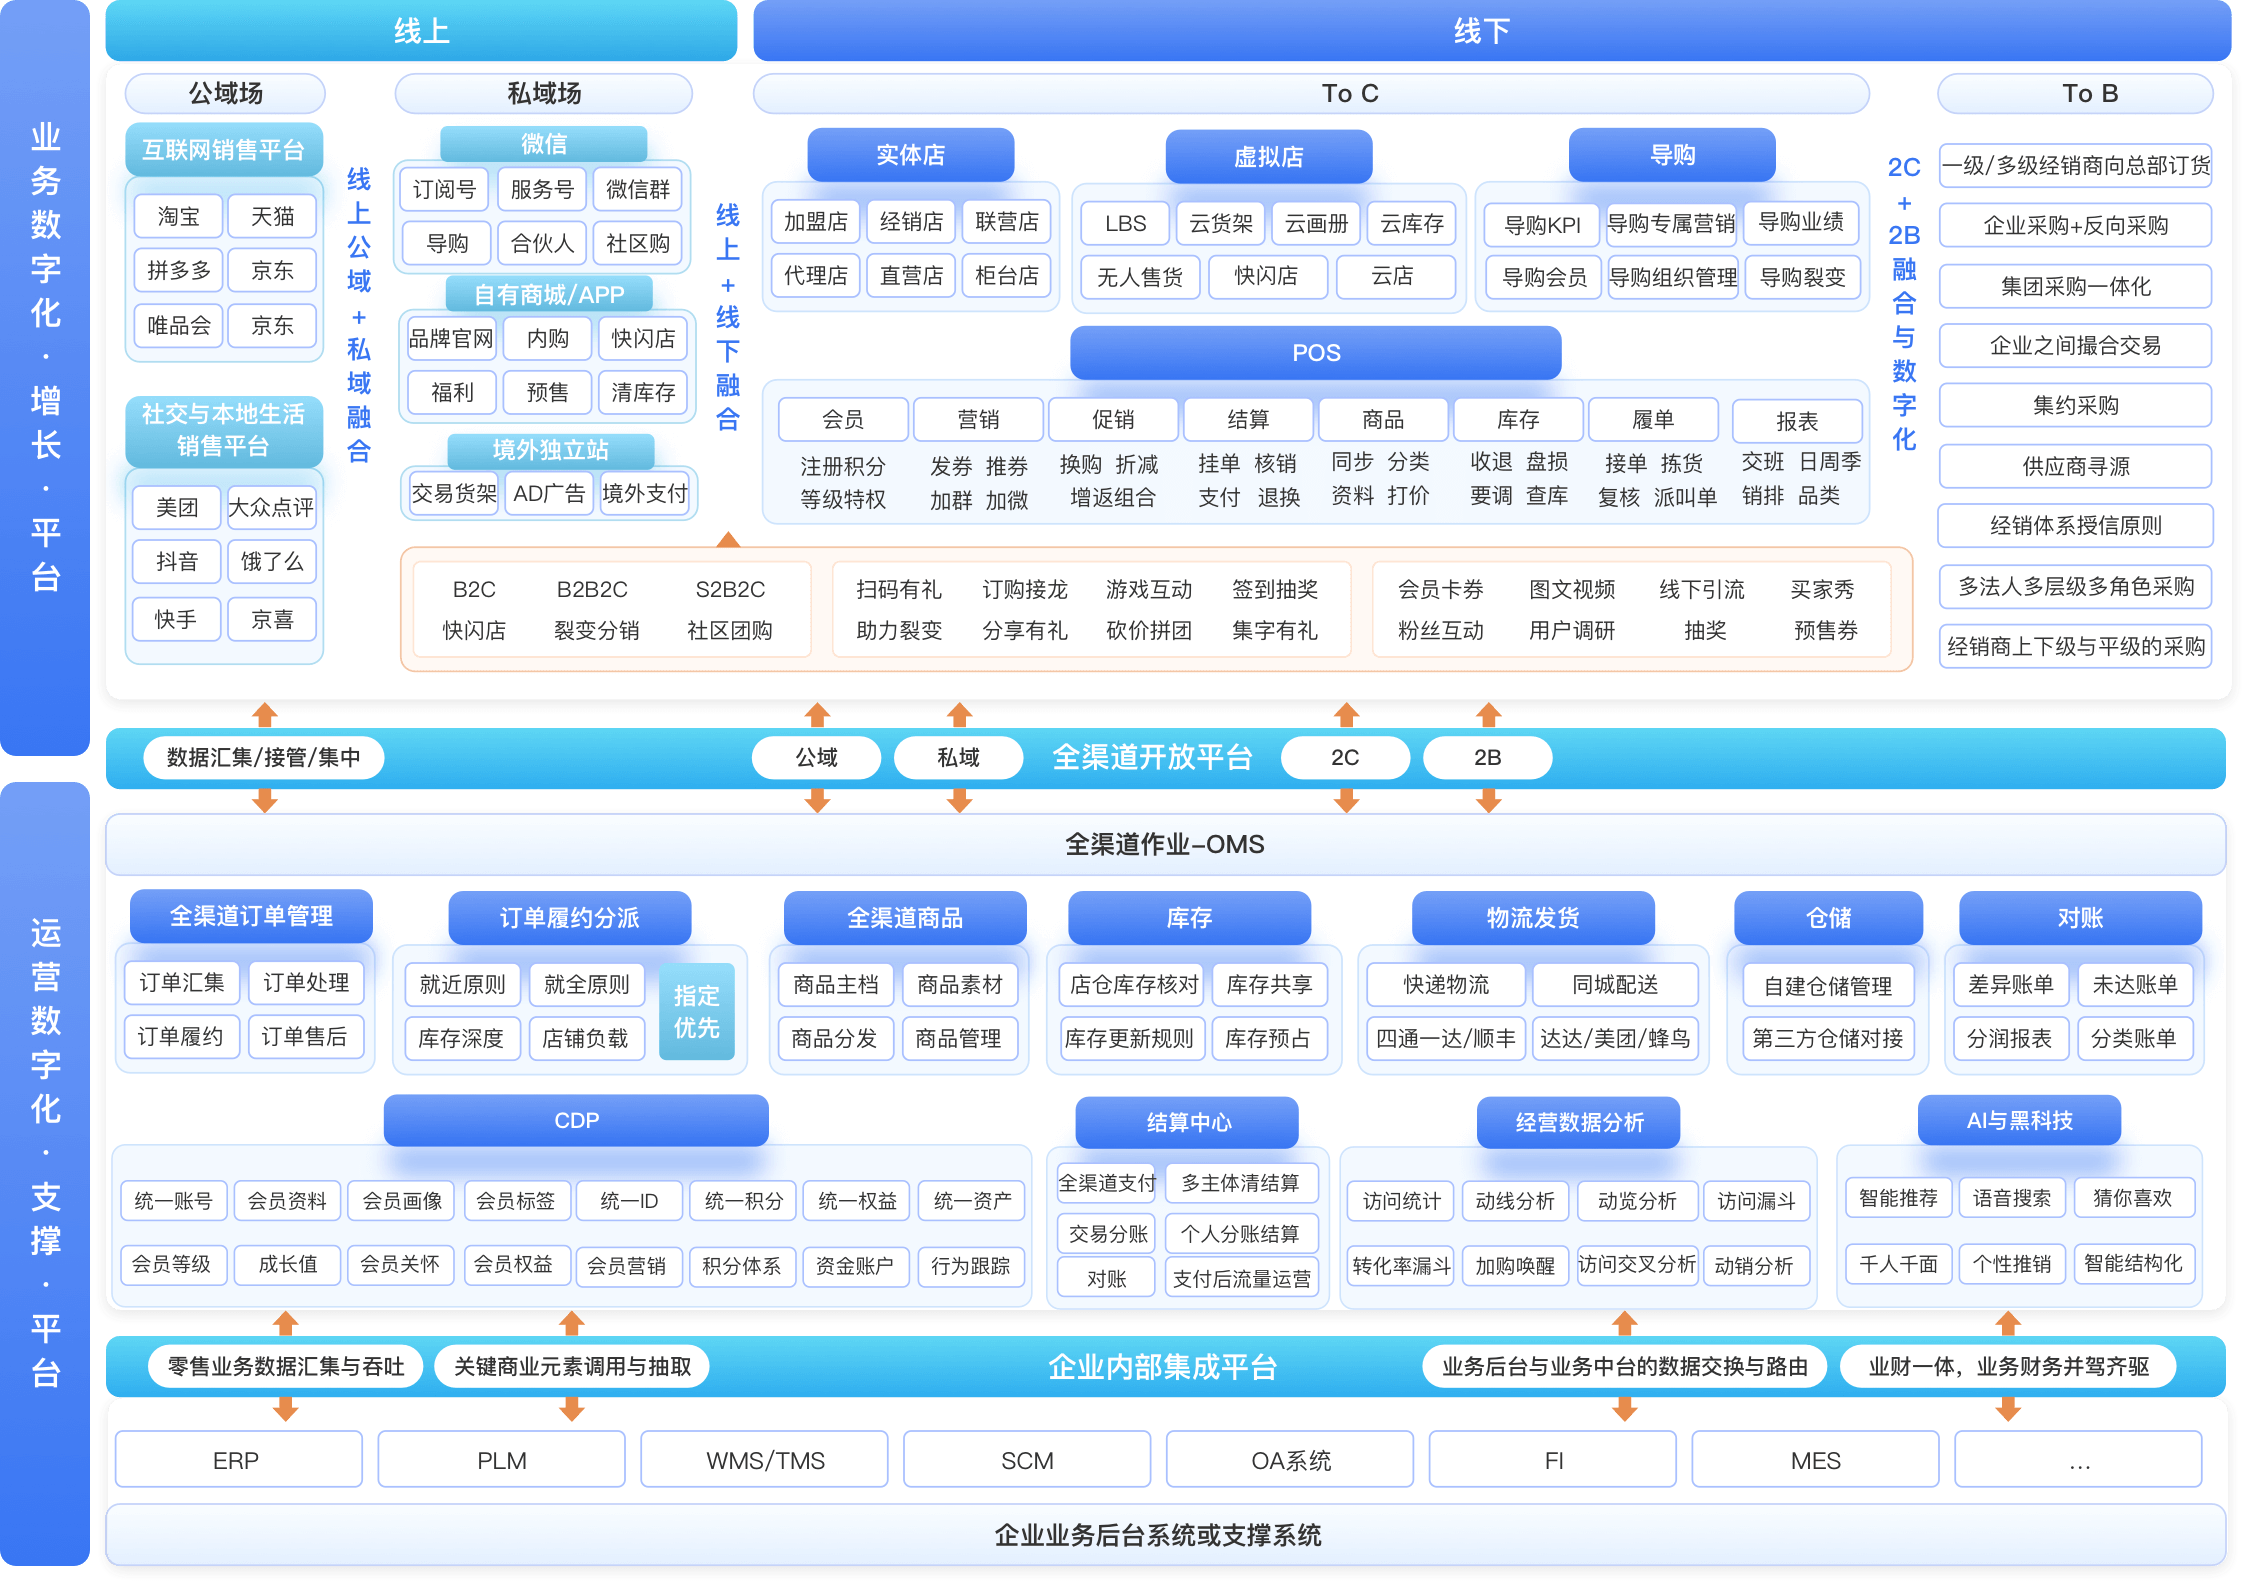 业务数字化·增长·平台
线上
线下
公域场
私域场
To C
To B
互联网销售平台
淘宝
天猫
拼多多
京东
唯品会
京东
社交与本地生活
销售平台
美团
大众点评
抖音
饿了么
快手
京喜
线上公域+私域融合
微信
订阅号
服务号
微信群
导购
合伙人
社区购
自有商城/APP
品牌官网
内购
快闪店
福利
预售
清库存
境外独立站
交易货架
AD广告
境外支付
线上+线下融合
实体店
加盟店
经销店
联营店
代理店
直营店
柜台店
虚拟店
LBS
云货架
云画册
云库存
无人售货
快闪店
云店
导购
导购KPI
导购专属营销
导购业绩
导购会员
导购组织管理
导购裂变
POS
会员
营销
促销
结算
商品
库存
履单
报表
注册积分
等级特权
发券 推券
加群 加微
换购 折减
增返组合
挂单 核销
支付 退换
同步 分类
资料 打价
收退 盘损
要调 查库
接单 拣货
复核 派叫单
交班 日周季
销排 品类
2C+2B融合与数字化
一级/多级经销商向总部订货
企业采购+反向采购
集团采购一体化
企业之间撮合交易
集约采购
供应商寻源
经销体系授信原则
多法人多层级多角色采购
经销商上下级与平级的采购
B2C B2B2C S2B2C
快闪店 裂变分销 社区团购
扫码有礼 订购接龙 游戏互动 签到抽奖
助力裂变 分享有礼 砍价拼团 集字有礼
会员卡券 图文视频 线下引流 买家秀
粉丝互动 用户调研 抽奖 预售券
数据汇集/接管/集中
公域
私域
全渠道开放平台
2C
2B
运营数字化·支撑·平台
全渠道作业-OMS
全渠道订单管理
订单汇集
订单处理
订单履约
订单售后
订单履约分派
就近原则
就全原则
库存深度
店铺负载
指定
优先
全渠道商品
商品主档
商品素材
商品分发
商品管理
库存
店仓库存核对
库存共享
库存更新规则
库存预占
物流发货
快递物流
同城配送
四通一达/顺丰
达达/美团/蜂鸟
仓储
自建仓储管理
第三方仓储对接
对账
差异账单
未达账单
分润报表
分类账单
CDP
统一账号
会员资料
会员画像
会员标签
统一ID
统一积分
统一权益
统一资产
会员等级
成长值
会员关怀
会员权益
会员营销
积分体系
资金账户
行为跟踪
结算中心
全渠道支付
多主体清结算
交易分账
个人分账结算
对账
支付后流量运营
经营数据分析
访问统计
动线分析
动览分析
访问漏斗
转化率漏斗
加购唤醒
访问交叉分析
动销分析
AI与黑科技
智能推荐
语音搜索
猜你喜欢
千人千面
个性推销
智能结构化
零售业务数据汇集与吞吐
关键商业元素调用与抽取
企业内部集成平台
业务后台与业务中台的数据交换与路由
业财一体，业务财务并驾齐驱
ERP
PLM
WMS/TMS
SCM
OA系统
FI
MES
...
企业业务后台系统或支撑系统